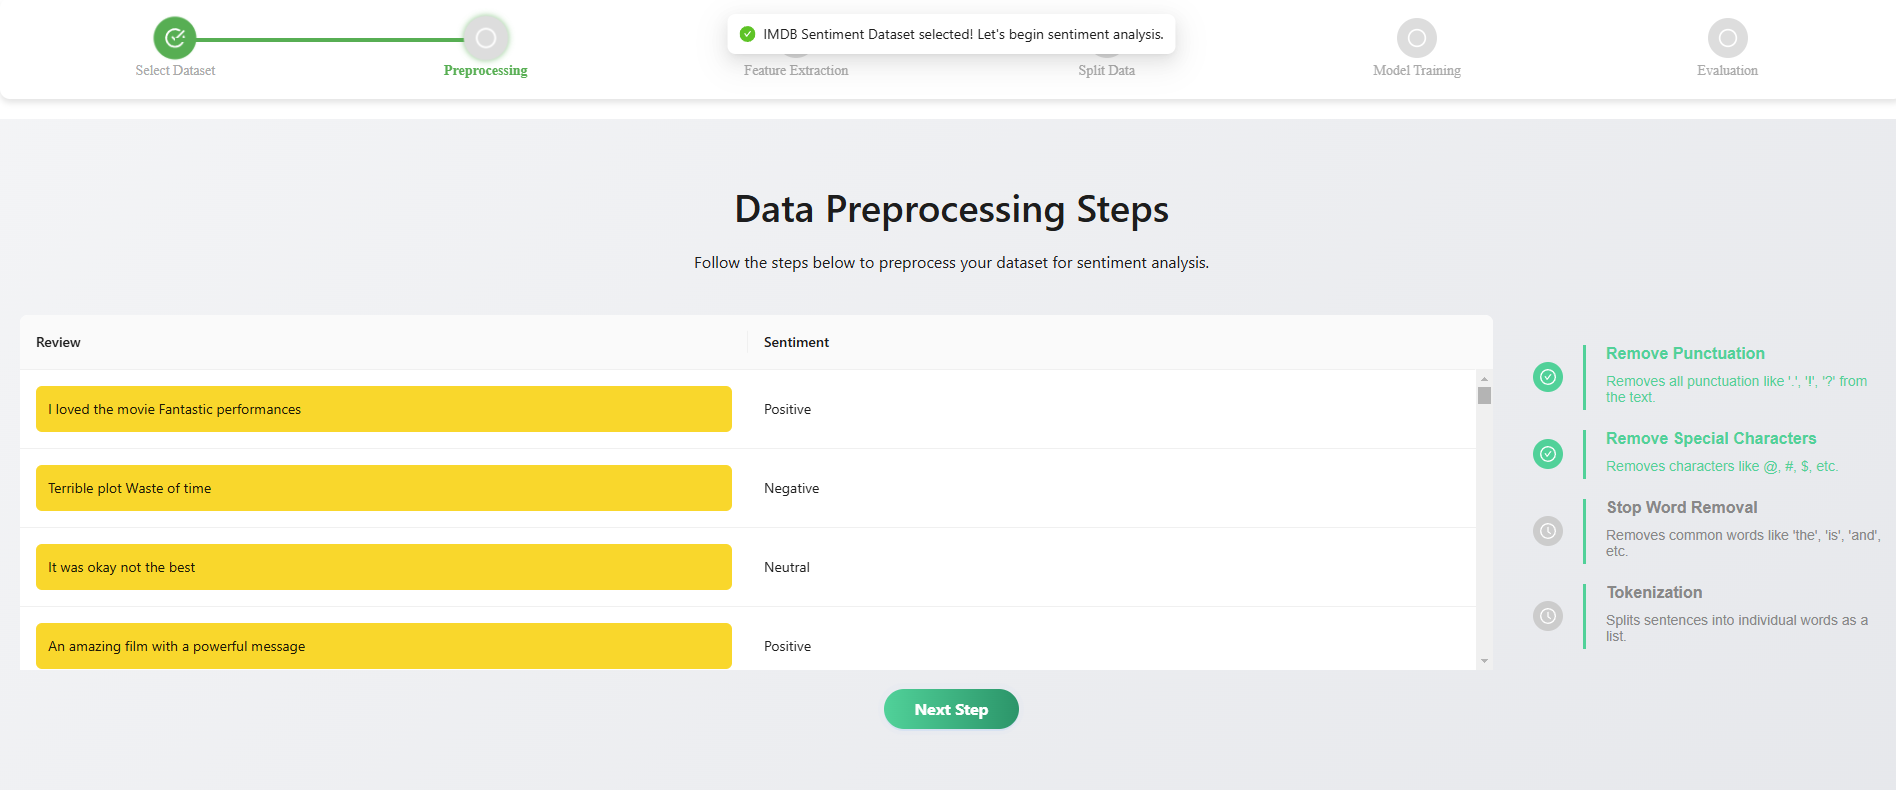 IMDB Sentiment Dataset selected! Let's begin sentiment analysis.
Select Dataset
Preprocessing
Feature Extraction
Split Data
Model Training
Evaluation
Data Preprocessing Steps
Follow the steps below to preprocess your dataset for sentiment analysis.
Review
Sentiment
I loved the movie Fantastic performances
Positive
Terrible plot Waste of time
Negative
It was okay not the best
Neutral
An amazing film with a powerful message
Positive
Remove Punctuation
Removes all punctuation like '.', '!', '?' from
the text.
Remove Special Characters
Removes characters like @, #, $, etc.
Stop Word Removal
Removes common words like 'the', 'is', 'and',
etc.
Tokenization
Splits sentences into individual words as a
list.
Next Step